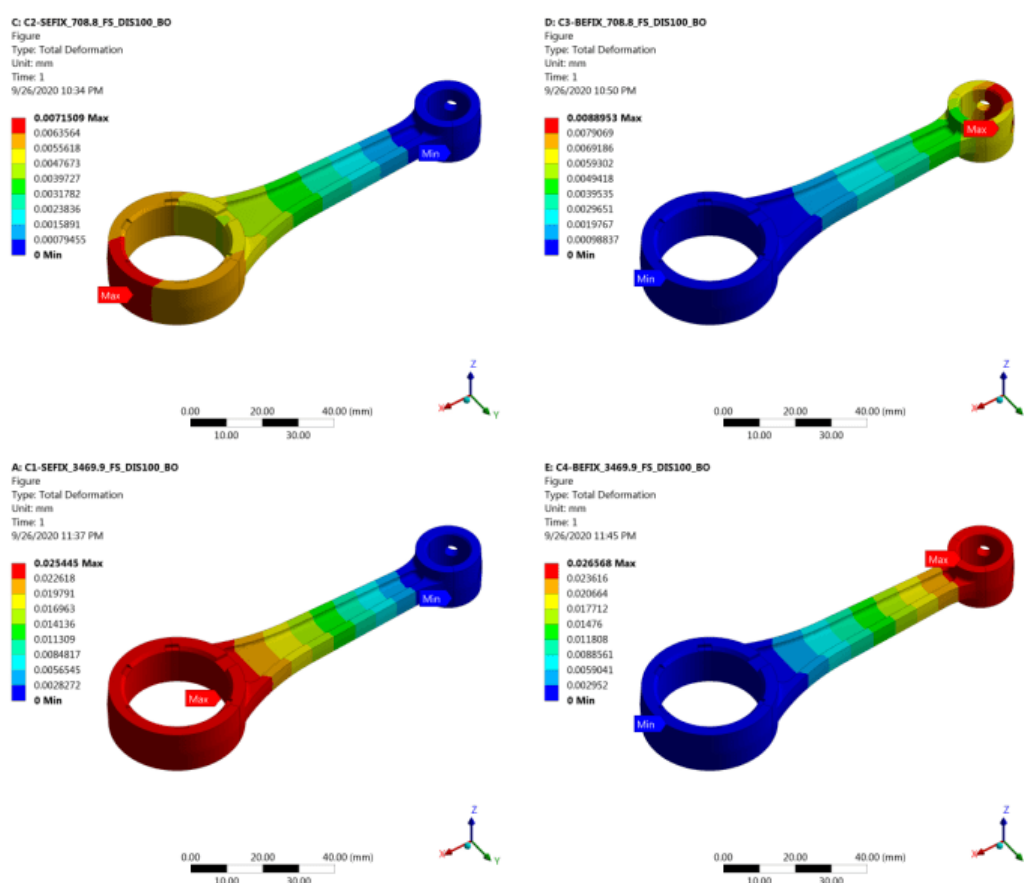 C: C2-SEFIX_708.8_FS_DIS100_BO
Figure
Type: Total Deformation
Unit: mm
Time: 1
9/26/2020 10:34 PM
0.0071509 Max
0.0063564
0.0055618
0.0047673
0.0039727
0.0031782
0.0023836
0.0015891
0.00079455
0 Min
Min
Max
Z
X
Y
0.00 20.00 40.00 (mm)
10.00 30.00
D: C3-BEFIX_708.8_FS_DIS100_BO
Figure
Type: Total Deformation
Unit: mm
Time: 1
9/26/2020 10:50 PM
0.0088953 Max
0.0079069
0.0069186
0.0059302
0.0049418
0.0039535
0.0029651
0.0019767
0.00098837
0 Min
Max
Min
Z
X
0.00 20.00 40.00 (mm)
10.00 30.00
A: C1-SEFIX_3469.9_FS_DIS100_BO
Figure
Type: Total Deformation
Unit: mm
Time: 1
9/26/2020 11:37 PM
0.025445 Max
0.022618
0.019791
0.016963
0.014136
0.011309
0.0084817
0.0056545
0.0028272
0 Min
Min
Max
Z
X
Y
0.00 20.00 40.00 (mm)
10.00 30.00
E: C4-BEFIX_3469.9_FS_DIS100_BO
Figure
Type: Total Deformation
Unit: mm
Time: 1
9/26/2020 11:45 PM
0.026568 Max
0.023616
0.020664
0.017712
0.01476
0.011808
0.0088561
0.0059041
0.002952
0 Min
Max
Min
Z
X
0.00 20.00 40.00 (mm)
10.00 30.00